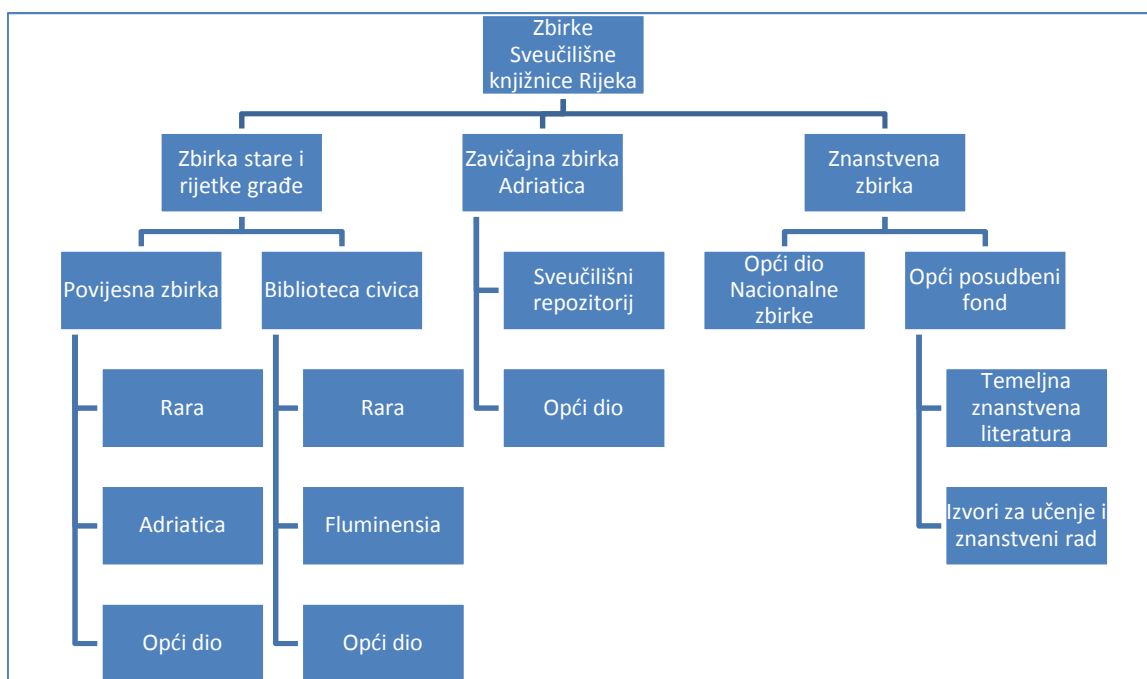 Zbirke
Sveučilišne
knjižnice Rijeka
Zbirka stare i
rijetke građe
Zavičajna zbirka
Adriatica
Znanstvena
zbirka
Povijesna zbirka
Biblioteca civica
Sveučilišni
repozitorij
Opći dio
Nacionalne
zbirke
Opći posudbeni
fond
Rara
Rara
Opći dio
Temeljna
znanstvena
literatura
Adriatica
Fluminensia
Izvori za učenje i
znanstveni rad
Opći dio
Opći dio